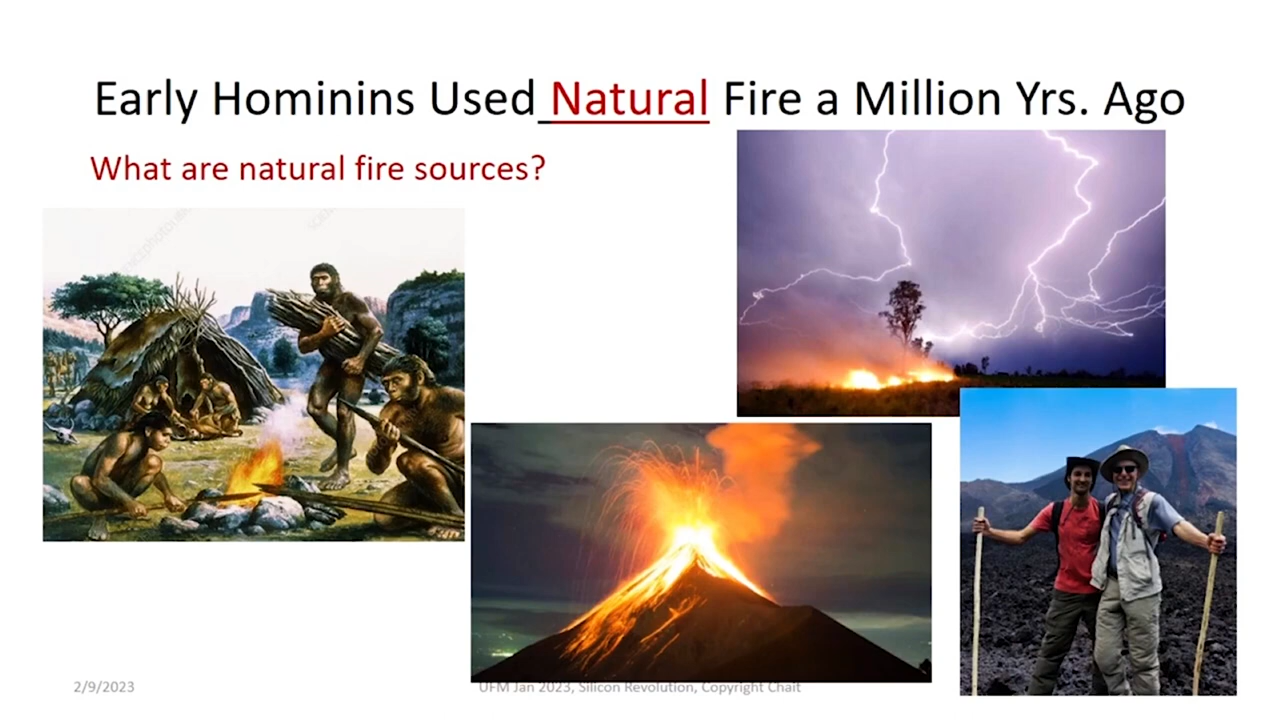 Early Hominins Used Natural Fire a Million Yrs. Ago
What are natural fire sources?
2/9/2023
UFM Jan 2023, Silicon Revolution, Copyright Chait